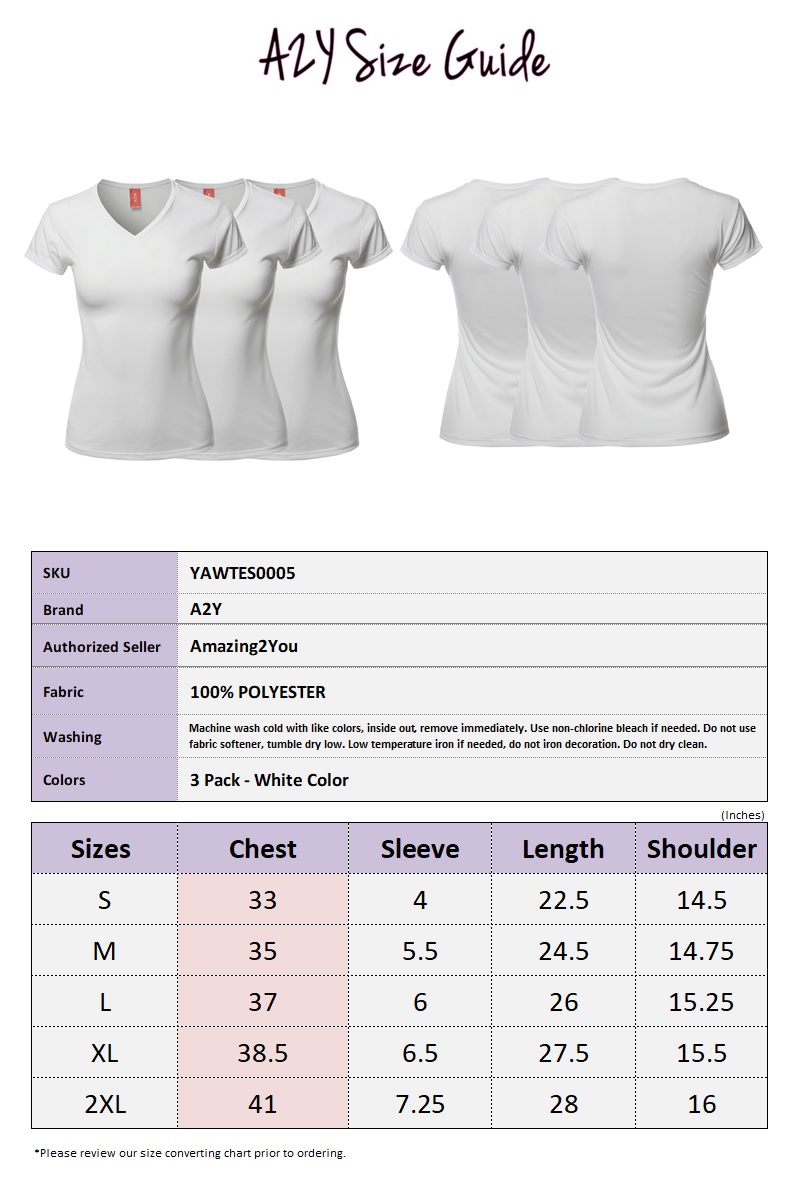 A2Y Size Guide
SKU YAWTES0005
Brand A2Y
Authorized Seller Amazing2You
Fabric 100% POLYESTER
Washing Machine wash cold with like colors, inside out, remove immediately. Use non-chlorine bleach if needed. Do not use
fabric softener, tumble dry low. Low temperature iron if needed, do not iron decoration. Do not dry clean.
Colors 3 Pack - White Color
(Inches)
Sizes Chest Sleeve Length Shoulder
S 33 4 22.5 14.5
M 35 5.5 24.5 14.75
L 37 6 26 15.25
XL 38.5 6.5 27.5 15.5
2XL 41 7.25 28 16
*Please review our size converting chart prior to ordering.